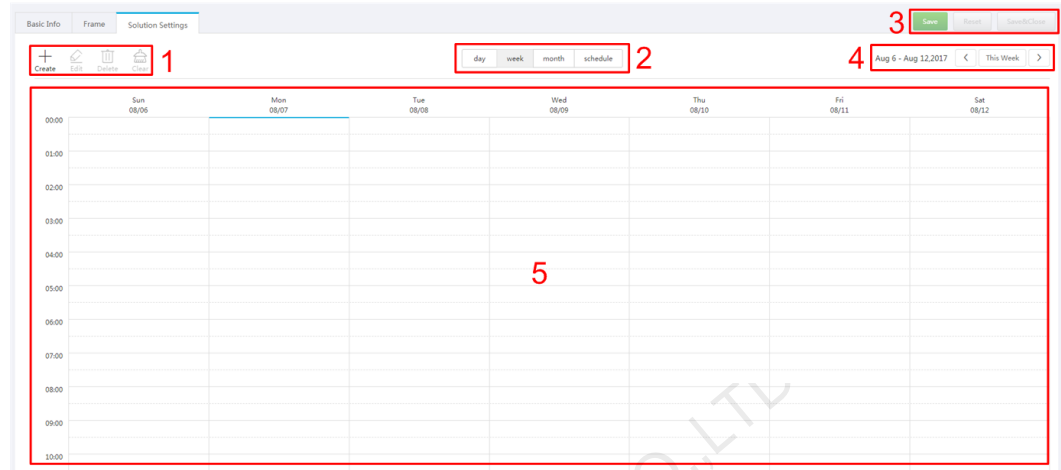 Basic Info Frame Solution Settings 3 Save Reset Save&Close
Create Edit Delete Clear 1 day week month schedule 2 4 Aug 6 - Aug 12,2017 < This Week >
Sun Mon Tue Wed Thu Fri Sat
08/06 08/07 08/08 08/09 08/10 08/11 08/12
00:00
01:00
02:00
03:00
04:00
5
05:00
06:00
07:00
08:00
09:00
10:00
O.,LTD